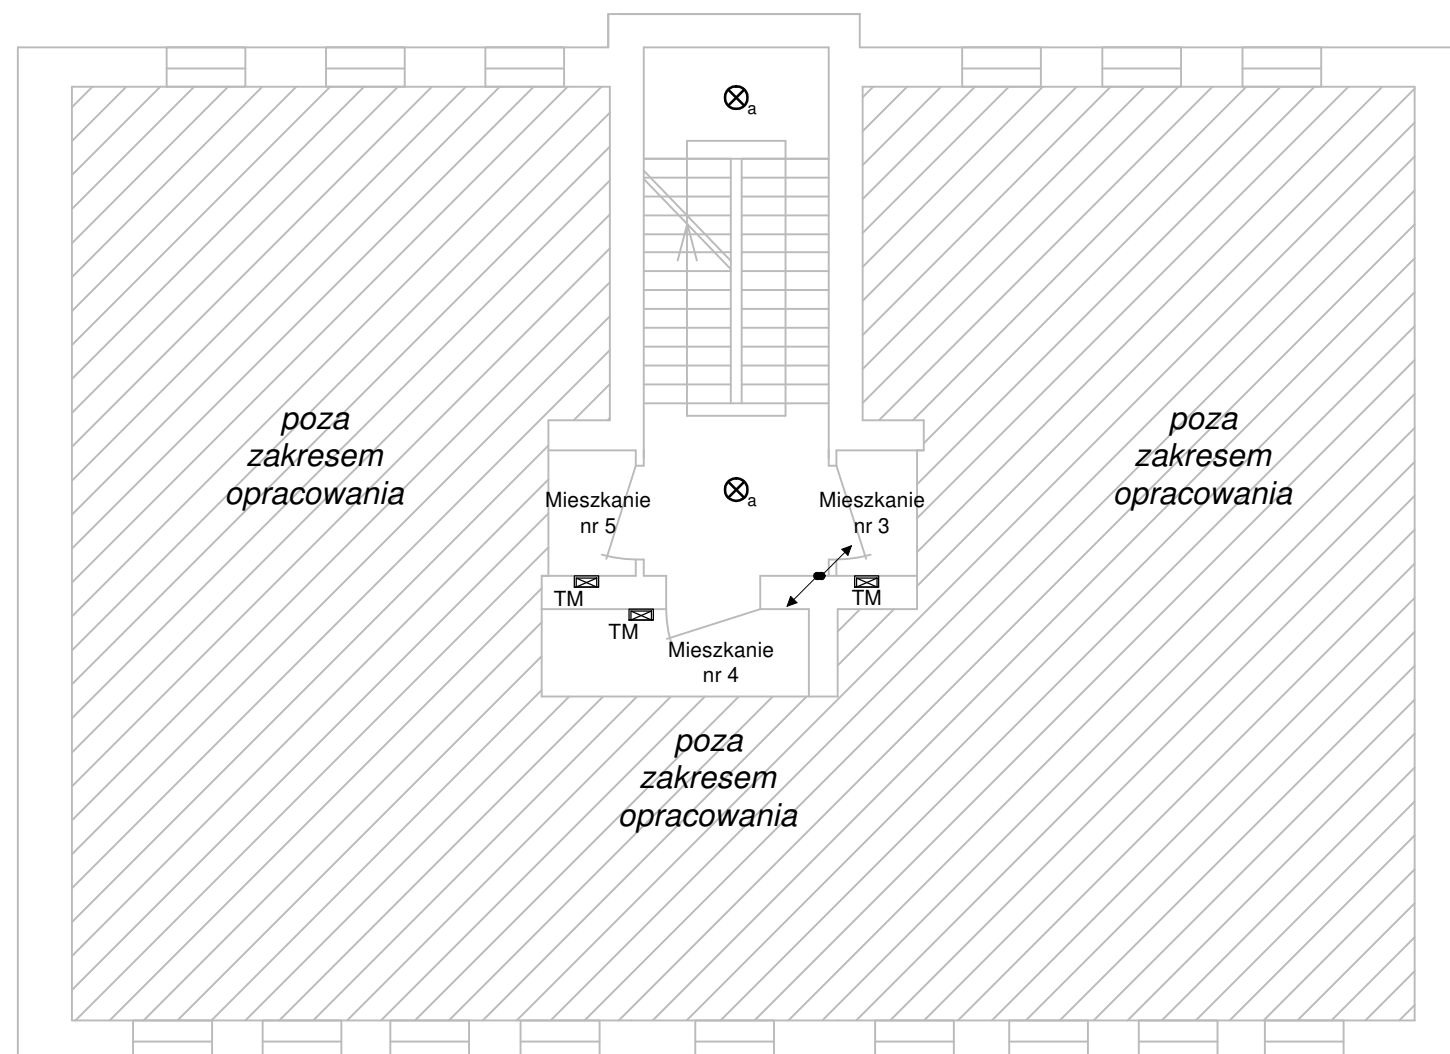 a
poza
zakresem
opracowania
poza
zakresem
opracowania
Mieszkanie
nr 5
a
Mieszkanie
nr 3
TM
TM
TM
Mieszkanie
nr 4
poza
zakresem
opracowania